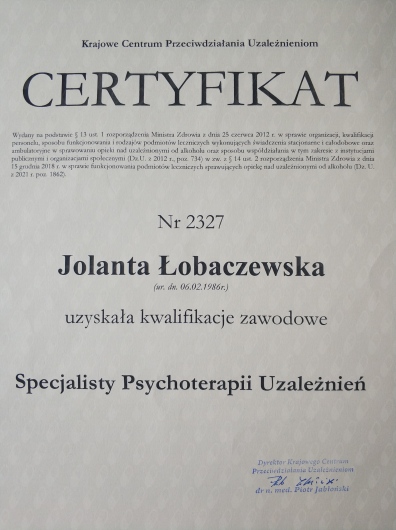 Krajowe Centrum Przeciwdziałania Uzależnieniom
CERTYFIKAT
Wydany na podstawie § 13 ust. 1 rozporządzenia Ministra Zdrowia z dnia 25 czerwca 2012 r. w sprawie organizacji, kwalifikacji
personelu, sposobu funkcjonowania i rodzajów podmiotów leczniczych wykonujących świadczenia stacjonarne i całodobowe oraz
ambulatoryjne w sprawowaniu opieki nad uzależnionymi od alkoholu oraz sposobu współdziałania w tym zakresie z instytucjami
publicznymi i organizacjami społecznymi (Dz.U. z 2012 r., poz. 734) w zw. z § 14 ust. 2 rozporządzenia Ministra Zdrowia z dnia
15 grudnia 2018 r. w sprawie funkcjonowania podmiotów leczniczych sprawujących opiekę nad uzależnionymi od alkoholu (Dz. U.
z 2021 r. poz. 1862).
Nr 2327
Jolanta Łobaczewska
(ur. dn. 06.02.1986r.)
uzyskała kwalifikacje zawodowe
Specjalisty Psychoterapii Uzależnień
Dyrektor Krajowego Centrum
Przeciwdziałania Uzależnieniom
dr n. med. Piotr Jabłoński